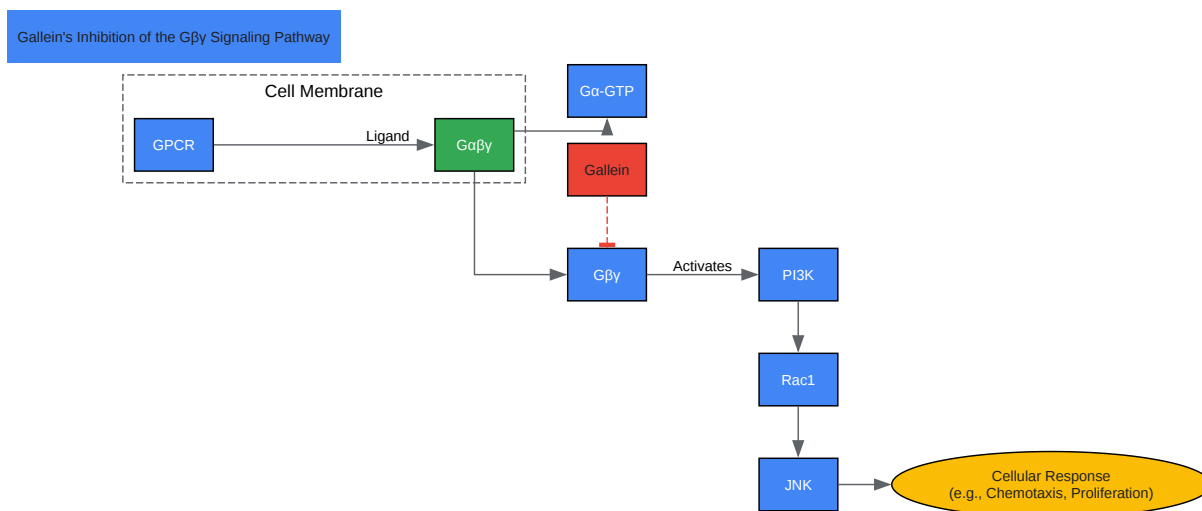 Gallein's Inhibition of the Gβγ Signaling Pathway
Cell Membrane
GPCR
Ligand
Gαβγ
Gα-GTP
Gallein
Gβγ
Activates
PI3K
Rac1
JNK
Cellular Response
(e.g., Chemotaxis, Proliferation)